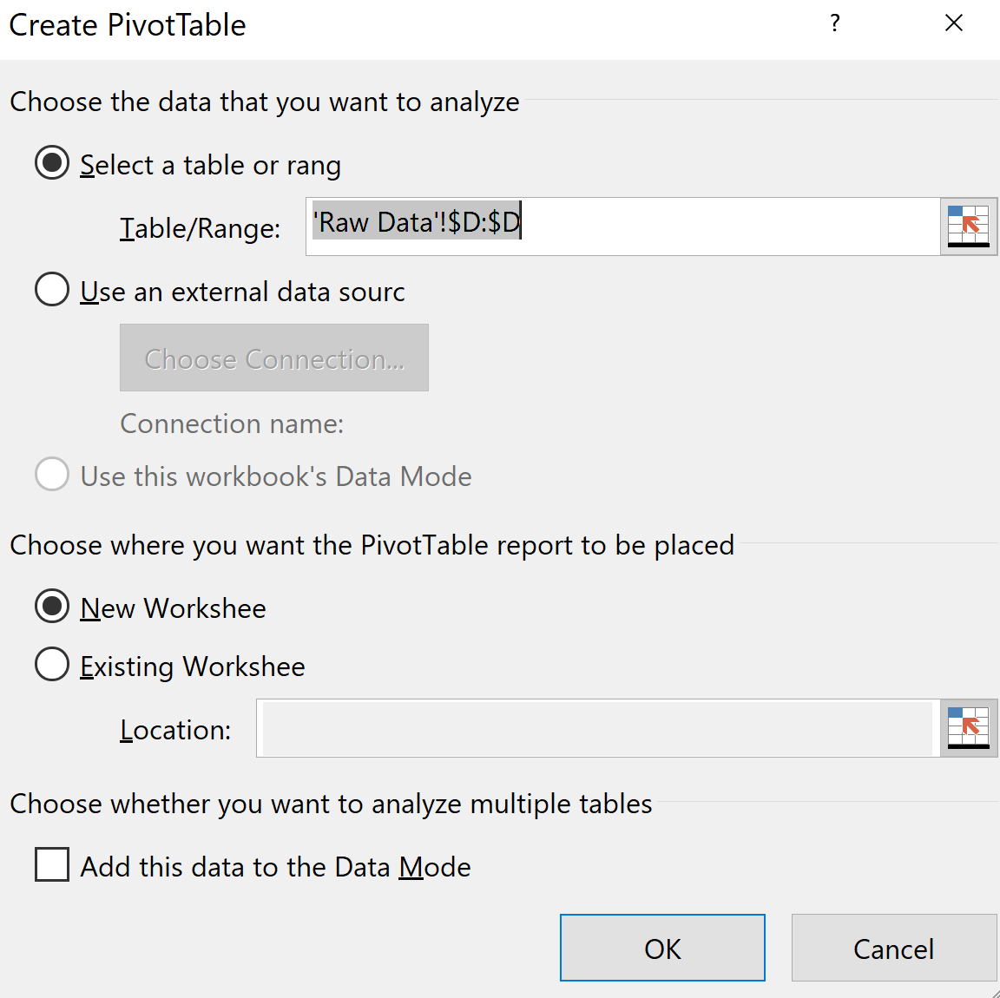 Create PivotTable ?
Choose the data that you want to analyze
Select a table or rang
Table/Range: 'Raw Data'!$D:$D
Use an external data sourc
Choose Connection...
Connection name:
Use this workbook's Data Mode
Choose where you want the PivotTable report to be placed
New Workshee
Existing Workshee
Location:
Choose whether you want to analyze multiple tables
Add this data to the Data Mode
OK Cancel